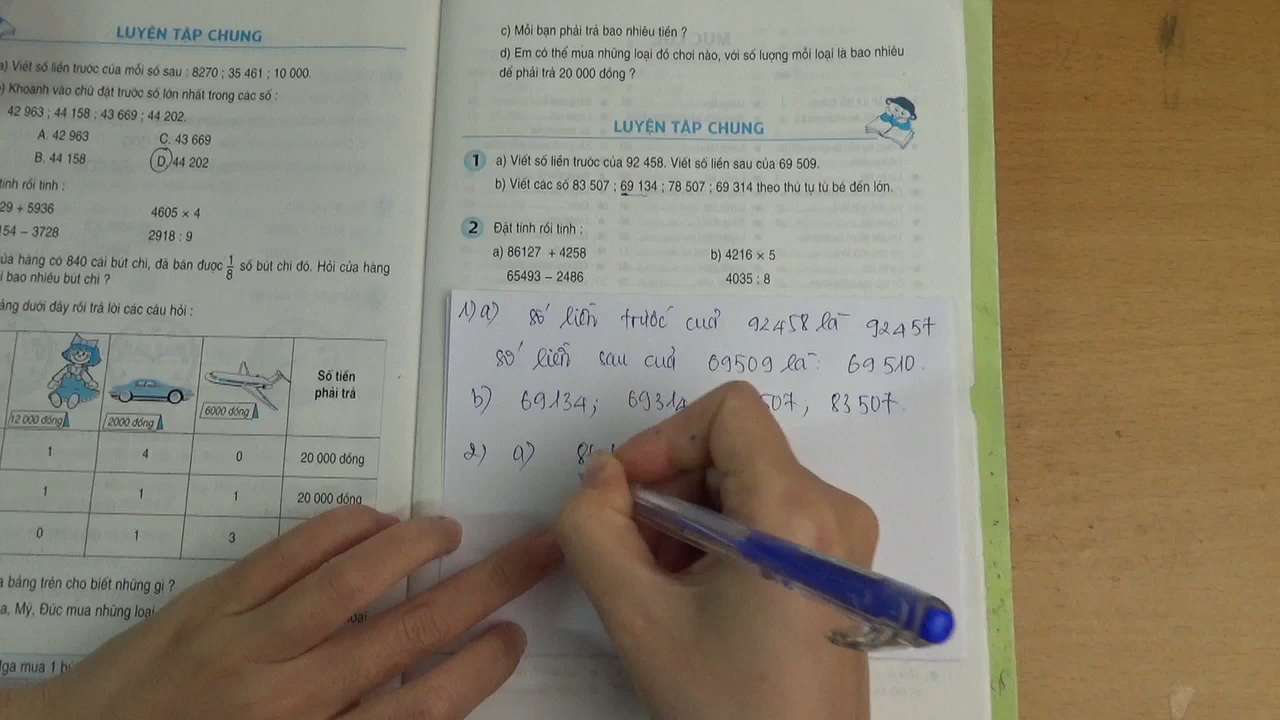 LUYỆN TẬP CHUNG
a) Viết số liền trước của mỗi số sau : 8270 ; 35 461 ; 10 000.
) Khoanh vào chữ đặt trước số lớn nhất trong các số :
42 963 ; 44 158 ; 43 669 ; 44 202.
A. 42 963 C. 43 669
B. 44 158 D. 44 202
tính rồi tính :
29 + 5936 4605 × 4
154 – 3728 2918 : 9
ửa hàng có 840 cái bút chì, đã bán được 1/8 số bút chì đó. Hỏi cửa hàng
i bao nhiêu bút chì ?
ảng dưới đây rồi trả lời các câu hỏi :
12 000 đồng 2000 đồng 6000 đồng Số tiền phải trả
1 4 0 20 000 đồng
1 1 1 20 000 đồng
0 1 3
bảng trên cho biết những gì ?
a, Mỹ, Đức mua những loại
lga mua 1
c) Mỗi bạn phải trả bao nhiêu tiền ?
d) Em có thể mua những loại đồ chơi nào, với số lượng mỗi loại là bao nhiêu
để phải trả 20 000 đồng ?
LUYỆN TẬP CHUNG
1 a) Viết số liền trước của 92 458. Viết số liền sau của 69 509.
b) Viết các số 83 507 ; 69 134 ; 78 507 ; 69 314 theo thứ tự từ bé đến lớn.
2 Đặt tính rồi tính :
a) 86127 + 4258 b) 4216 × 5
65493 – 2486 4035 : 8
1) a) số liền trước của 92458 là 92457
số liền sau của 69509 là: 69 510.
b) 69134; 69314 507; 83 507.
2) a)